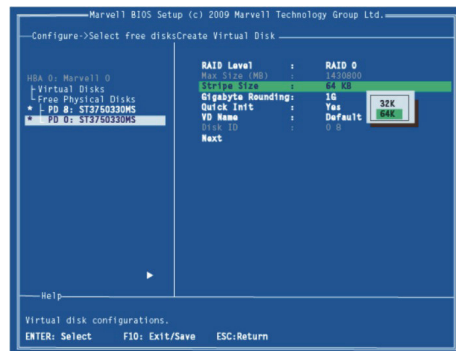 Marvell BIOS Setup (c) 2009 Marvell Technology Group Ltd.
Configure->Select free disksCreate Virtual Disk
HBA 0: Marvell 0
Virtual Disks
Free Physical Disks
* PD 8: ST3750330MS
* PD 0: ST3750330MS
RAID Level : RAID 0
Max Size (MB) : 1430800
Stripe Size : 64 KB
Gigabyte Rounding: 1G
Quick Init : Yes
VD Name : Default
Disk ID : 0 8
Next
32K
64K
Help
Virtual disk configurations.
ENTER: Select F10: Exit/Save ESC:Return